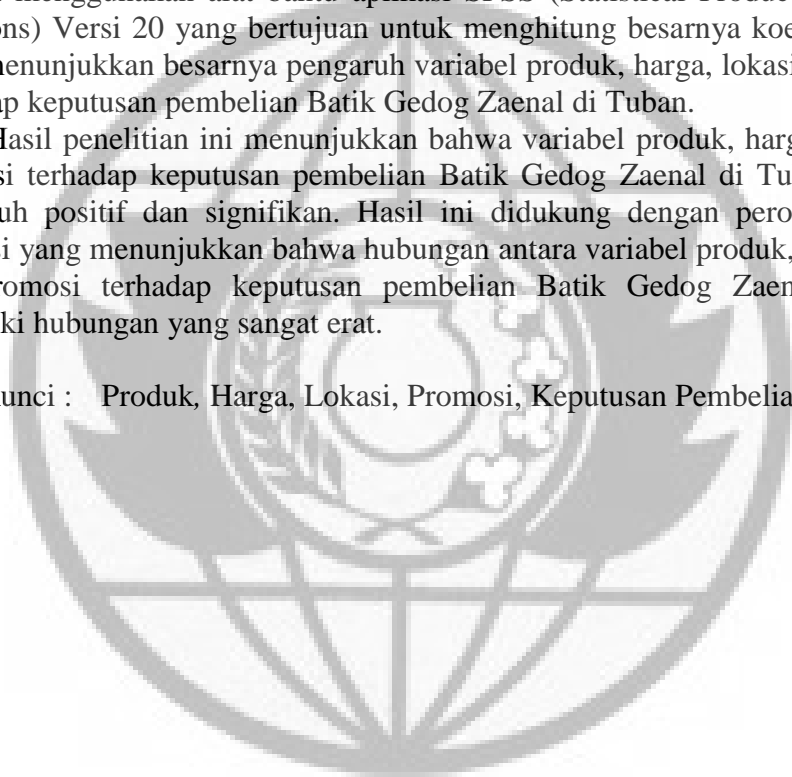 menggunakan alat bantu aplikasi SPSS (Statistical Produc
ons) Versi 20 yang bertujuan untuk menghitung besarnya koe
menunjukkan besarnya pengaruh variabel produk, harga, lokasi
ap keputusan pembelian Batik Gedog Zaenal di Tuban.
Hasil penelitian ini menunjukkan bahwa variabel produk, harg
si terhadap keputusan pembelian Batik Gedog Zaenal di Tu
uh positif dan signifikan. Hasil ini didukung dengan pero
si yang menunjukkan bahwa hubungan antara variabel produk,
romosi terhadap keputusan pembelian Batik Gedog Zaen
ki hubungan yang sangat erat.
unci : Produk, Harga, Lokasi, Promosi, Keputusan Pembelia